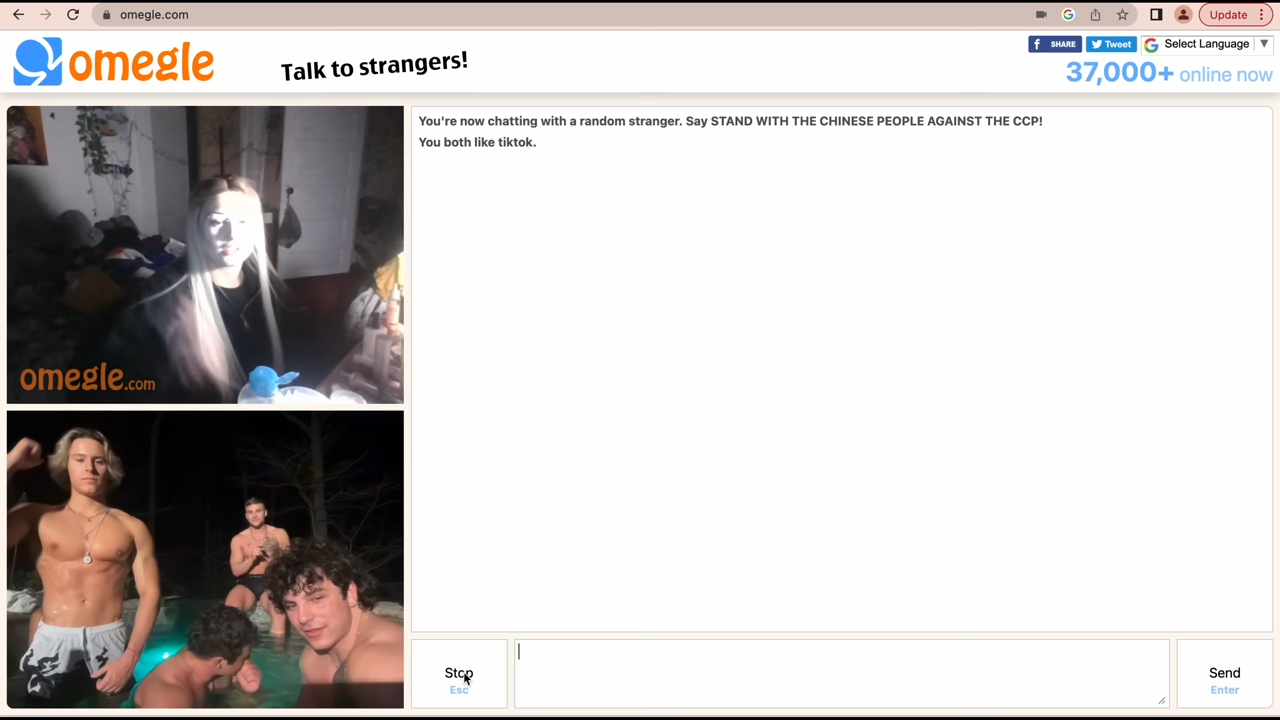 omegle.com
Update
omegle
Talk to strangers!
f SHARE
Tweet
G Select Language ▼
37,000+ online now
You're now chatting with a random stranger. Say STAND WITH THE CHINESE PEOPLE AGAINST THE CCP!
You both like tiktok.
omegle.com
Stop
Esc
Send
Enter